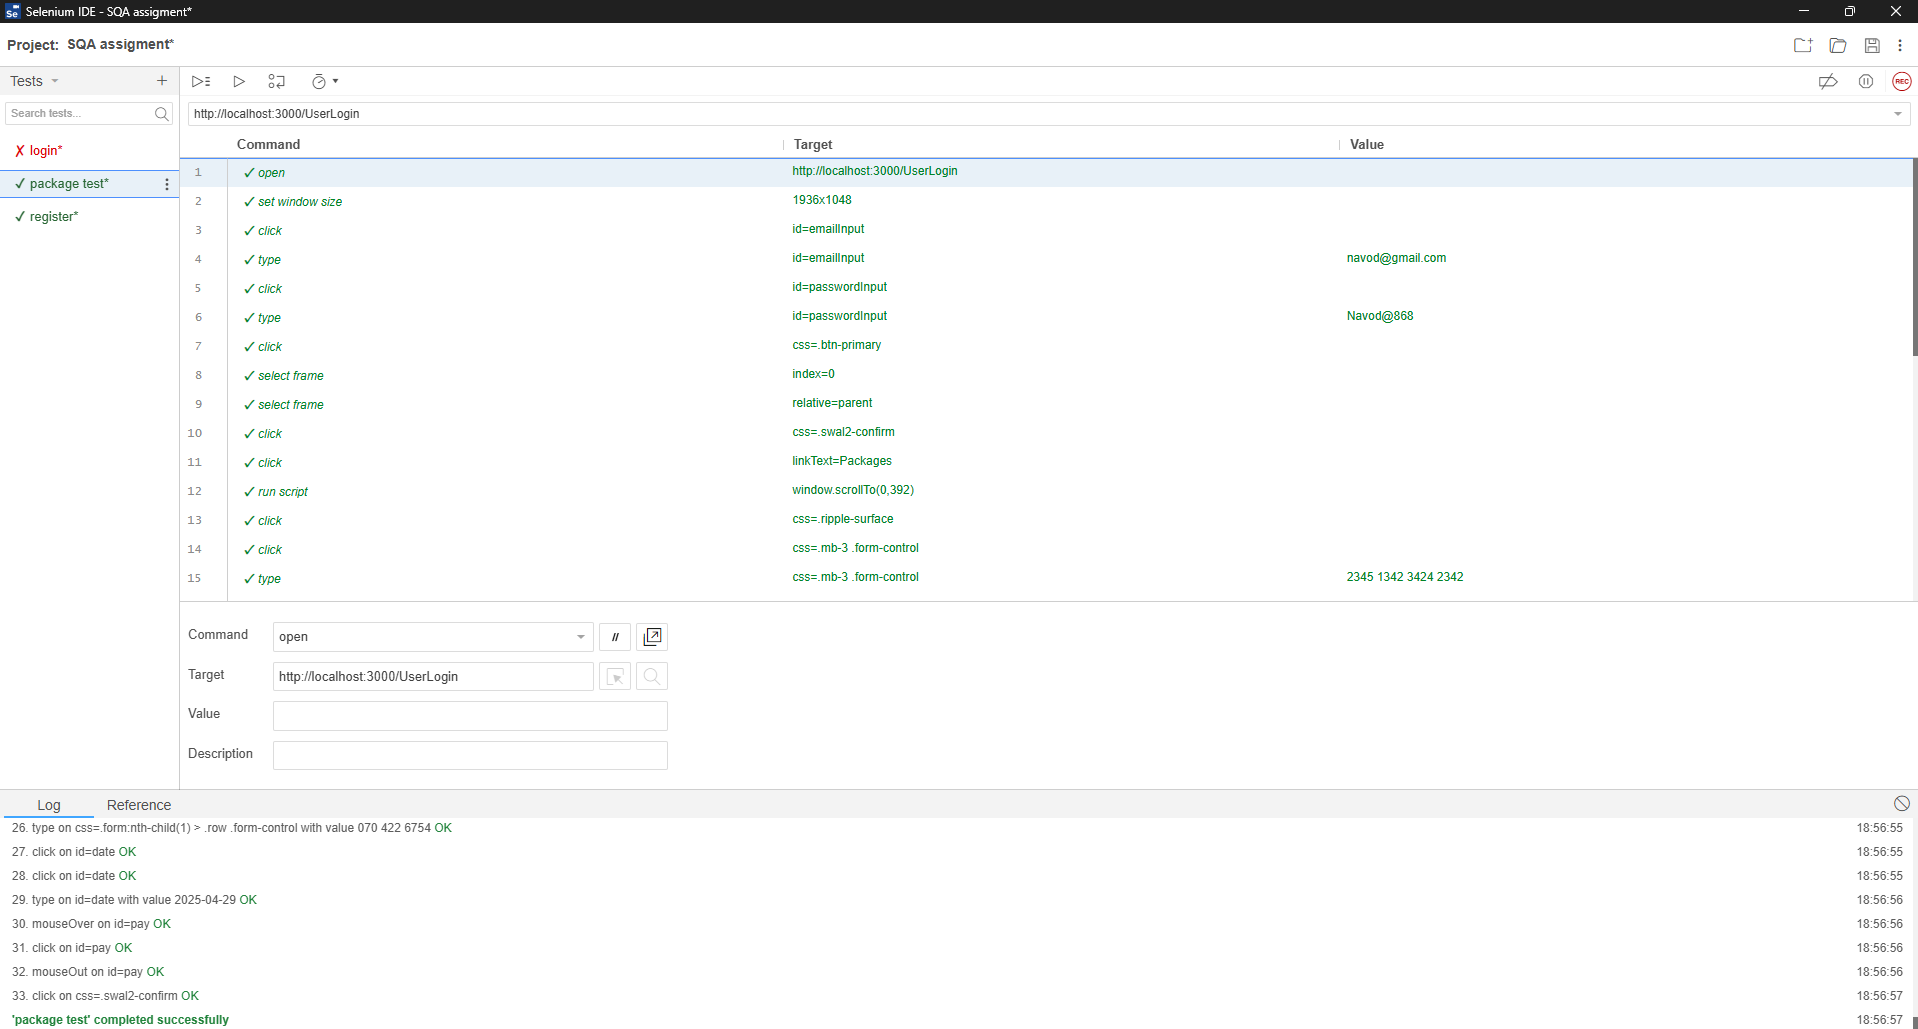 Selenium IDE - SQA assigment*
Project: SQA assigment*
Tests
Search tests...
✗ login*
✓ package test*
✓ register*
REC
http://localhost:3000/UserLogin
Command Target Value
1 ✓ open http://localhost:3000/UserLogin
2 ✓ set window size 1936x1048
3 ✓ click id=emailInput
4 ✓ type id=emailInput navod@gmail.com
5 ✓ click id=passwordInput
6 ✓ type id=passwordInput Navod@868
7 ✓ click css=.btn-primary
8 ✓ select frame index=0
9 ✓ select frame relative=parent
10 ✓ click css=.swal2-confirm
11 ✓ click linkText=Packages
12 ✓ run script window.scrollTo(0,392)
13 ✓ click css=.ripple-surface
14 ✓ click css=.mb-3 .form-control
15 ✓ type css=.mb-3 .form-control 2345 1342 3424 2342
Command open //
Target http://localhost:3000/UserLogin
Value
Description
Log Reference
26. type on css=.form:nth-child(1) > .row .form-control with value 070 422 6754 OK 18:56:55
27. click on id=date OK 18:56:55
28. click on id=date OK 18:56:55
29. type on id=date with value 2025-04-29 OK 18:56:56
30. mouseOver on id=pay OK 18:56:56
31. click on id=pay OK 18:56:56
32. mouseOut on id=pay OK 18:56:56
33. click on css=.swal2-confirm OK 18:56:57
'package test' completed successfully 18:56:57